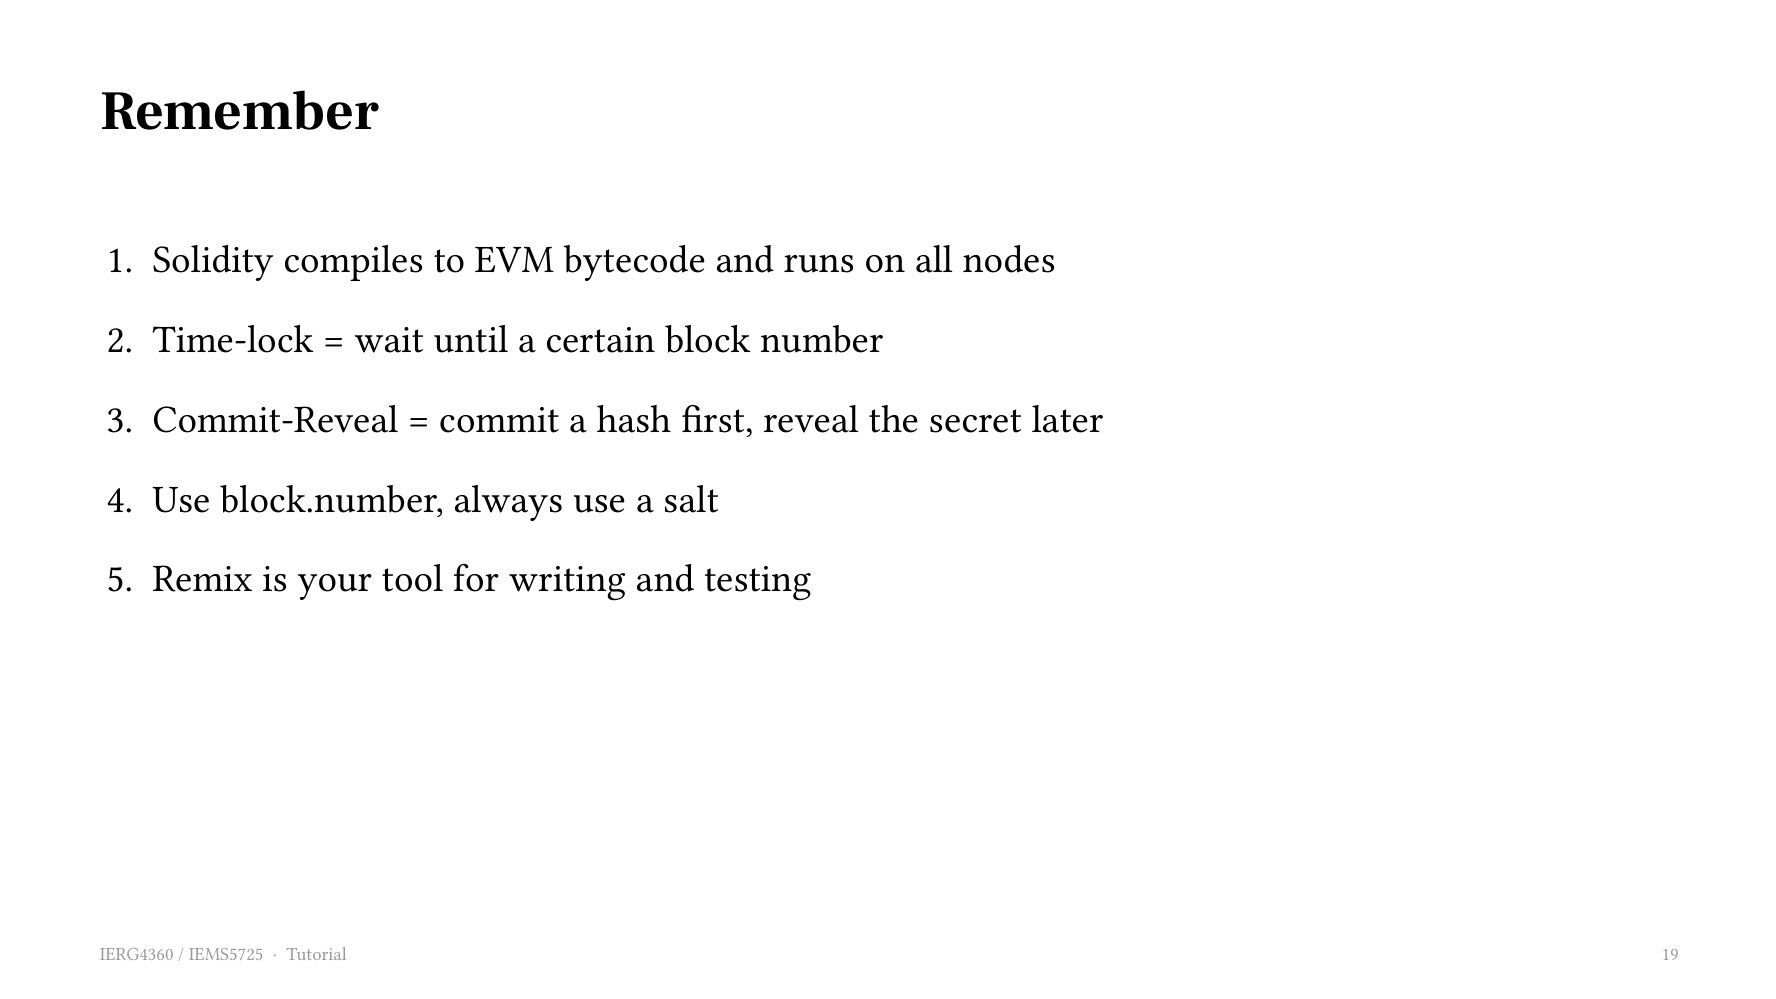 Remember
1. Solidity compiles to EVM bytecode and runs on all nodes
2. Time-lock = wait until a certain block number
3. Commit-Reveal = commit a hash first, reveal the secret later
4. Use block.number, always use a salt
5. Remix is your tool for writing and testing
IERG4360 / IEMS5725 · Tutorial
19